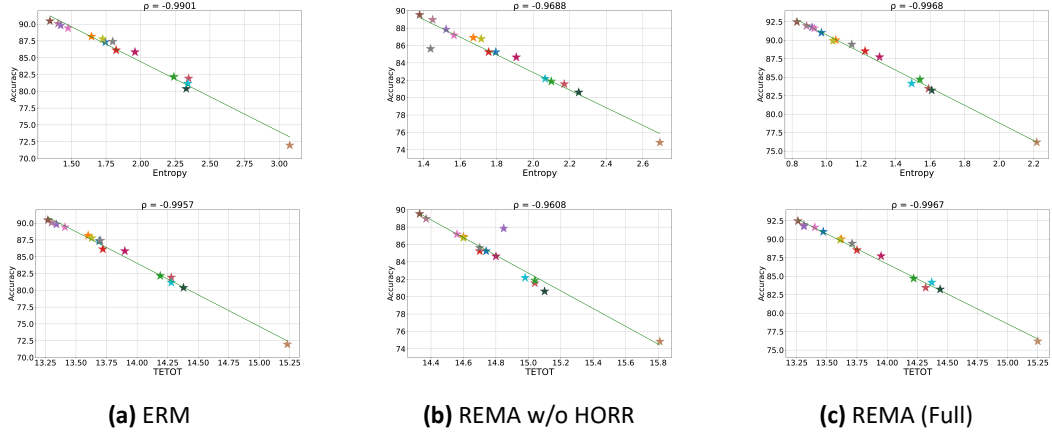 ρ = -0.9901
Accuracy
90.0
87.5
85.0
82.5
80.0
77.5
75.0
72.5
70.0
1.50 1.75 2.00 2.25 2.50 2.75 3.00
Entropy
ρ = -0.9688
Accuracy
90
88
86
84
82
80
78
76
74
1.4 1.6 1.8 2.0 2.2 2.4 2.6
Entropy
ρ = -0.9968
Accuracy
92.5
90.0
87.5
85.0
82.5
80.0
77.5
75.0
0.8 1.0 1.2 1.4 1.6 1.8 2.0 2.2
Entropy
ρ = -0.9957
Accuracy
90.0
87.5
85.0
82.5
80.0
77.5
75.0
72.5
70.0
13.25 13.50 13.75 14.00 14.25 14.50 14.75 15.00 15.25
TETOT
ρ = -0.9608
Accuracy
90
88
86
84
82
80
78
76
74
14.4 14.6 14.8 15.0 15.2 15.4 15.6 15.8
TETOT
ρ = -0.9967
Accuracy
92.5
90.0
87.5
85.0
82.5
80.0
77.5
75.0
13.25 13.50 13.75 14.00 14.25 14.50 14.75 15.00 15.25
TETOT
(a) ERM
(b) REMA w/o HORR
(c) REMA (Full)